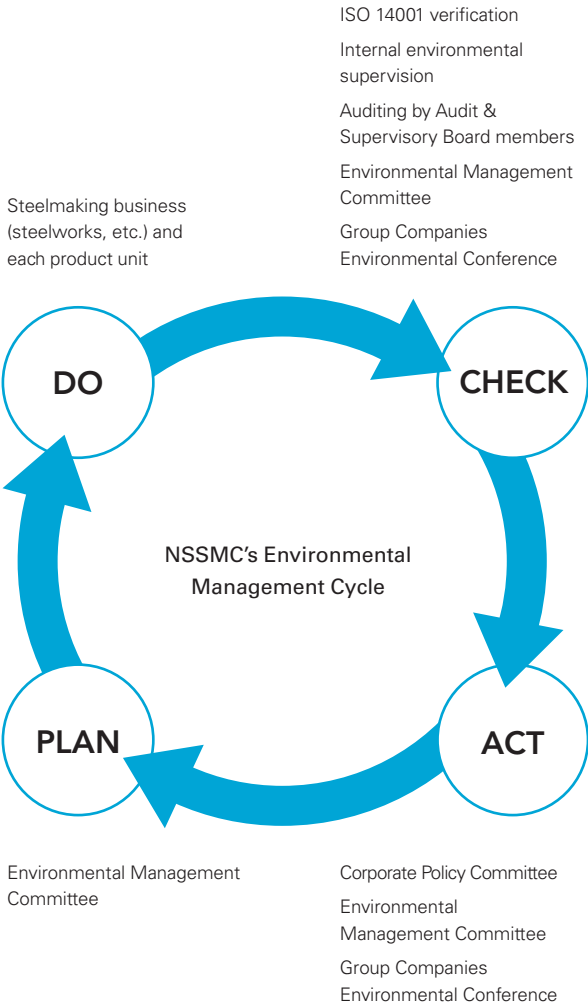 ISO 14001 verification
Internal environmental
supervision
Auditing by Audit &
Supervisory Board members
Environmental Management
Committee
Group Companies
Environmental Conference
Steelmaking business
(steelworks, etc.) and
each product unit
DO
CHECK
NSSMC's Environmental
Management Cycle
PLAN
ACT
Environmental Management
Committee
Corporate Policy Committee
Environmental
Management Committee
Group Companies
Environmental Conference